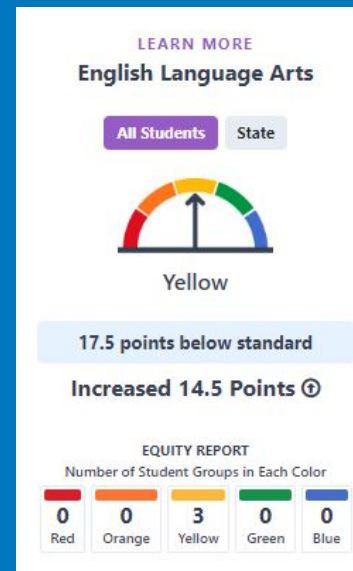 LEARN MORE
English Language Arts
All Students State
Yellow
17.5 points below standard
Increased 14.5 Points
EQUITY REPORT
Number of Student Groups in Each Color
0 0 3 0 0
Red Orange Yellow Green Blue